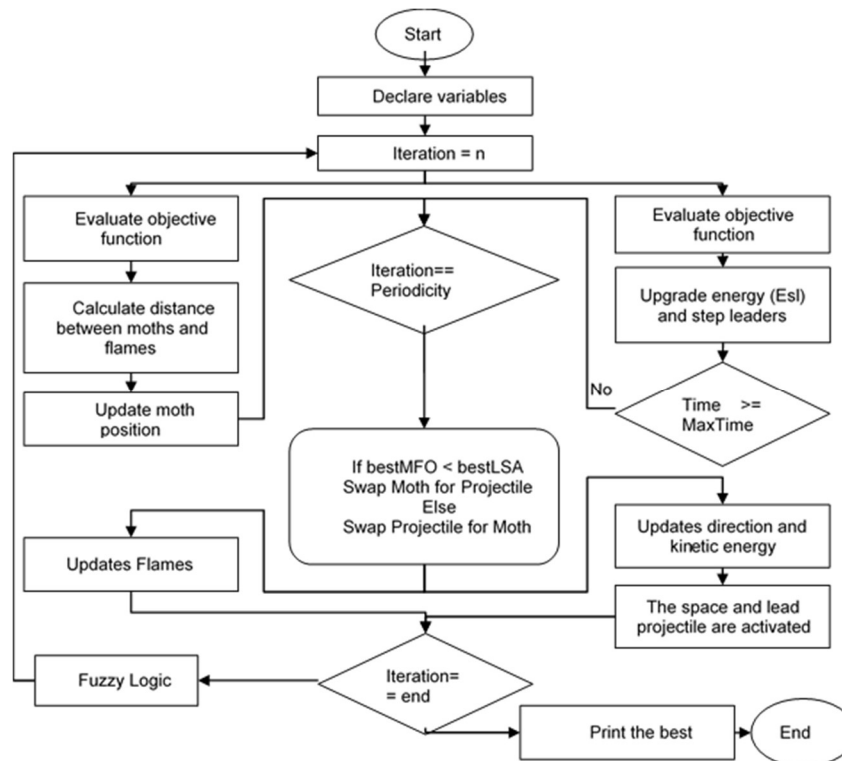 Start
Declare variables
Iteration = n
Evaluate objective
function
Calculate distance
between moths and
flames
Update moth
position
Iteration==
Periodicity
Evaluate objective
function
Upgrade energy (Esl)
and step leaders
No
Time >=
MaxTime
If bestMFO < bestLSA
Swap Moth for Projectile
Else
Swap Projectile for Moth
Updates Flames
Updates direction and
kinetic energy
The space and lead
projectile are activated
Fuzzy Logic
Iteration=
= end
Print the best
End